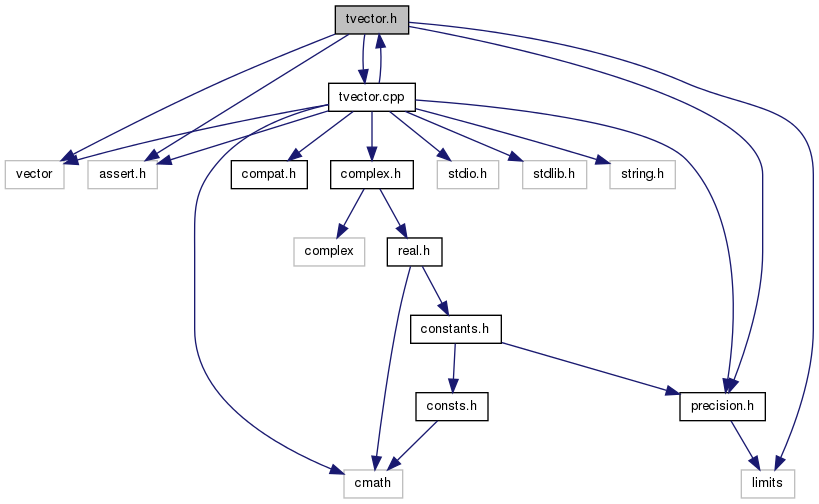 tvector.h
tvector.cpp
vector
assert.h
compat.h
complex.h
stdio.h
stdlib.h
string.h
complex
real.h
constants.h
consts.h
precision.h
cmath
limits